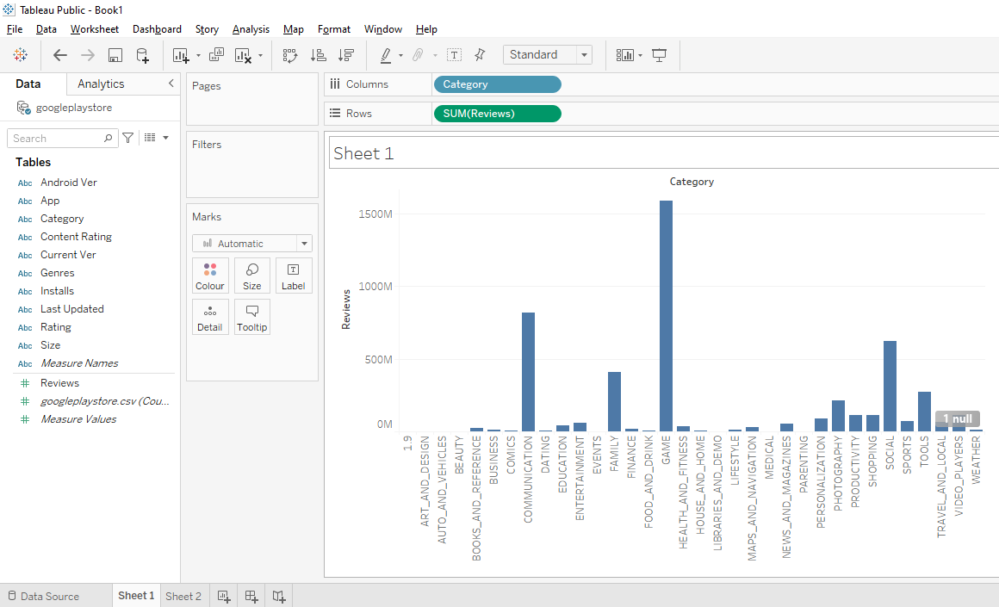 Tableau Public - Book1
File Data Worksheet Dashboard Story Analysis Map Format Window Help
Standard
Data Analytics
googleplaystore
Search
Tables
Abc Android Ver
Abc App
Abc Category
Abc Content Rating
Abc Current Ver
Abc Genres
Abc Installs
Abc Last Updated
Abc Rating
Abc Size
Abc Measure Names
# Reviews
# googleplaystore.csv (Cou...
# Measure Values
Pages
Filters
Marks
Automatic
Colour Size Label
Detail Tooltip
Columns Category
Rows SUM(Reviews)
Sheet 1
Category
1500M
1000M
500M
0M
Reviews
1 null
1.9
ART_AND_DESIGN
AUTO_AND_VEHICLES
BEAUTY
BOOKS_AND_REFERENCE
BUSINESS
COMICS
COMMUNICATION
DATING
EDUCATION
ENTERTAINMENT
EVENTS
FAMILY
FINANCE
FOOD_AND_DRINK
GAME
HEALTH_AND_FITNESS
HOUSE_AND_HOME
LIBRARIES_AND_DEMO
LIFESTYLE
MAPS_AND_NAVIGATION
MEDICAL
NEWS_AND_MAGAZINES
PARENTING
PERSONALIZATION
PHOTOGRAPHY
PRODUCTIVITY
SHOPPING
SOCIAL
SPORTS
TOOLS
TRAVEL_AND_LOCAL
VIDEO_PLAYERS
WEATHER
Data Source Sheet 1 Sheet 2